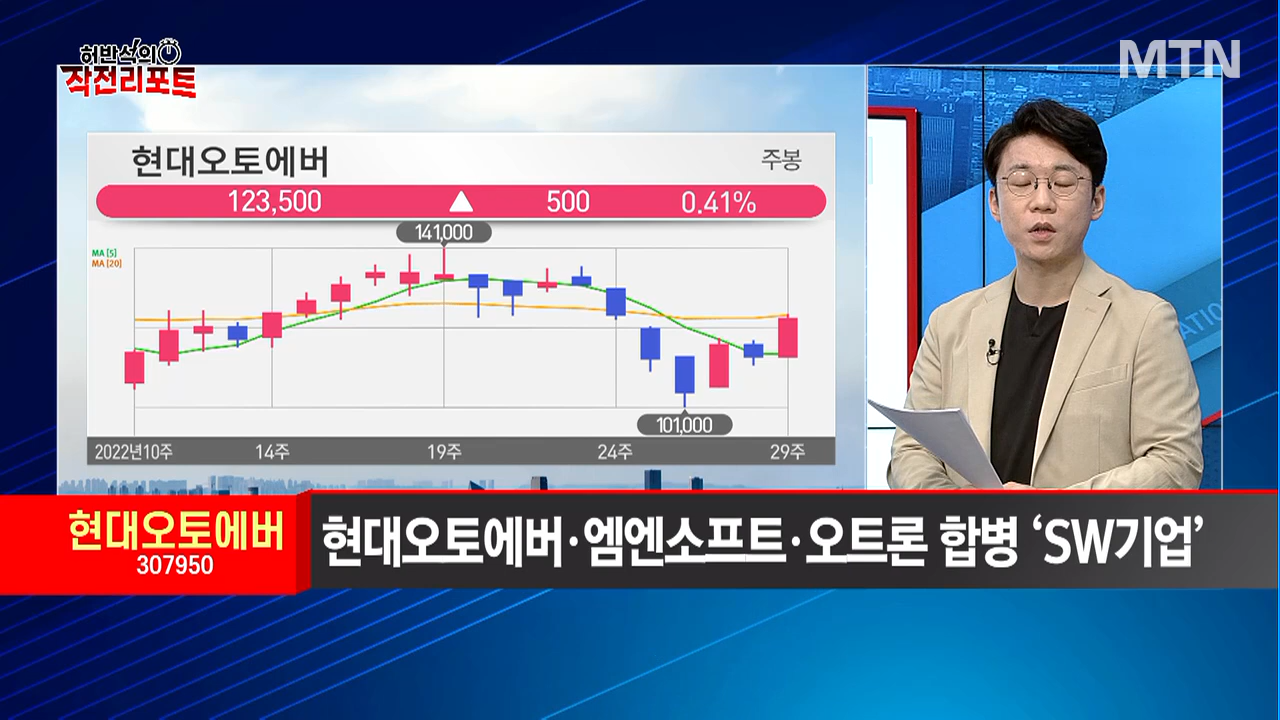 허반석의
작전리포트
MTN
현대오토에버
주봉
123,500 ▲ 500 0.41%
141,000
MA [5]
MA [20]
101,000
2022년10주 14주 19주 24주 29주
현대오토에버
307950
현대오토에버·엠엔소프트·오트론 합병 ‘SW기업’